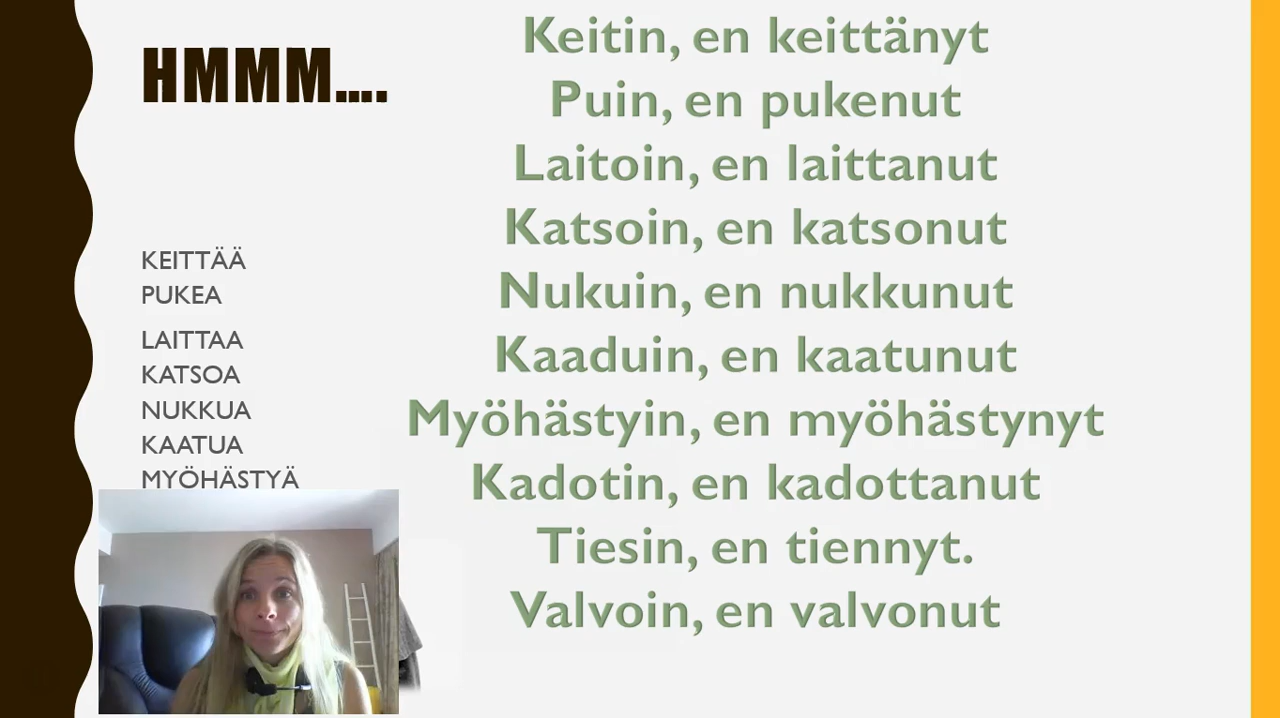 HMMM….
KEITTÄÄ
PUKEA
LAITTAA
KATSOA
NUKKUA
KAATUA
MYÖHÄSTYÄ
Keitin, en keittänyt
Puin, en pukenut
Laitoin, en laittanut
Katsoin, en katsonut
Nukuin, en nukkunut
Kaaduin, en kaatunut
Myöhästyin, en myöhästynyt
Kadotin, en kadottanut
Tiesin, en tiennyt.
Valvoin, en valvonut